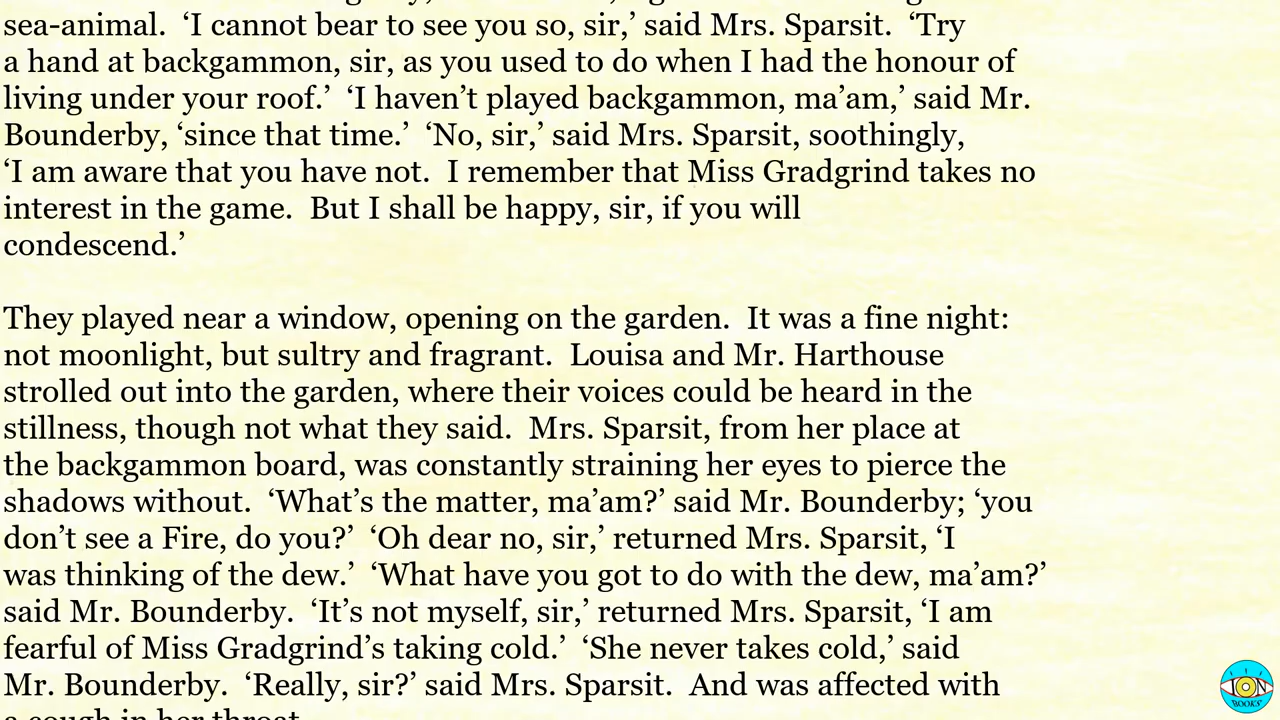 sea-animal.  ‘I cannot bear to see you so, sir,’ said Mrs. Sparsit.  ‘Try
a hand at backgammon, sir, as you used to do when I had the honour of
living under your roof.’  ‘I haven’t played backgammon, ma’am,’ said Mr.
Bounderby, ‘since that time.’  ‘No, sir,’ said Mrs. Sparsit, soothingly,
‘I am aware that you have not.  I remember that Miss Gradgrind takes no
interest in the game.  But I shall be happy, sir, if you will
condescend.’
They played near a window, opening on the garden.  It was a fine night:
not moonlight, but sultry and fragrant.  Louisa and Mr. Harthouse
strolled out into the garden, where their voices could be heard in the
stillness, though not what they said.  Mrs. Sparsit, from her place at
the backgammon board, was constantly straining her eyes to pierce the
shadows without.  ‘What’s the matter, ma’am?’ said Mr. Bounderby; ‘you
don’t see a Fire, do you?’  ‘Oh dear no, sir,’ returned Mrs. Sparsit, ‘I
was thinking of the dew.’  ‘What have you got to do with the dew, ma’am?’
said Mr. Bounderby.  ‘It’s not myself, sir,’ returned Mrs. Sparsit, ‘I am
fearful of Miss Gradgrind’s taking cold.’  ‘She never takes cold,’ said
Mr. Bounderby.  ‘Really, sir?’ said Mrs. Sparsit.  And was affected with
a cough in her throat.
ION
BOOKS